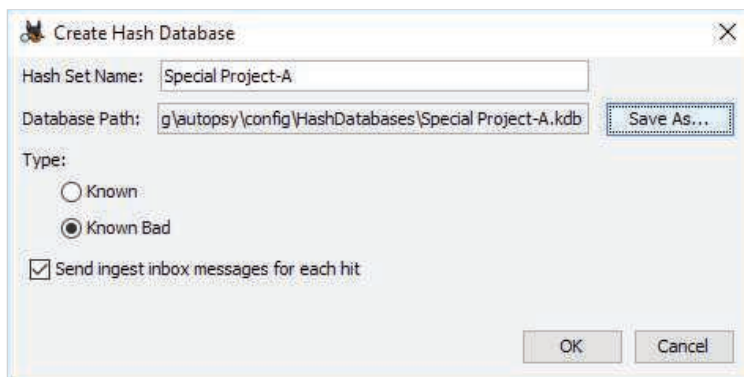 Create Hash Database
Hash Set Name: Special Project-A
Database Path: g\autopsy\config\HashDatabases\Special Project-A.kdb Save As...
Type:
Known
Known Bad
Send ingest inbox messages for each hit
OK Cancel